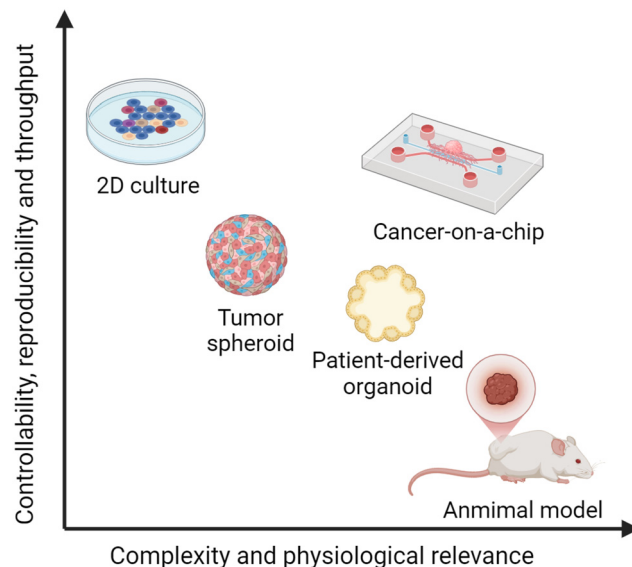 Controllability, reproducibility and throughput
2D culture
Cancer-on-a-chip
Tumor
spheroid
Patient-derived
organoid
Anmimal model
Complexity and physiological relevance